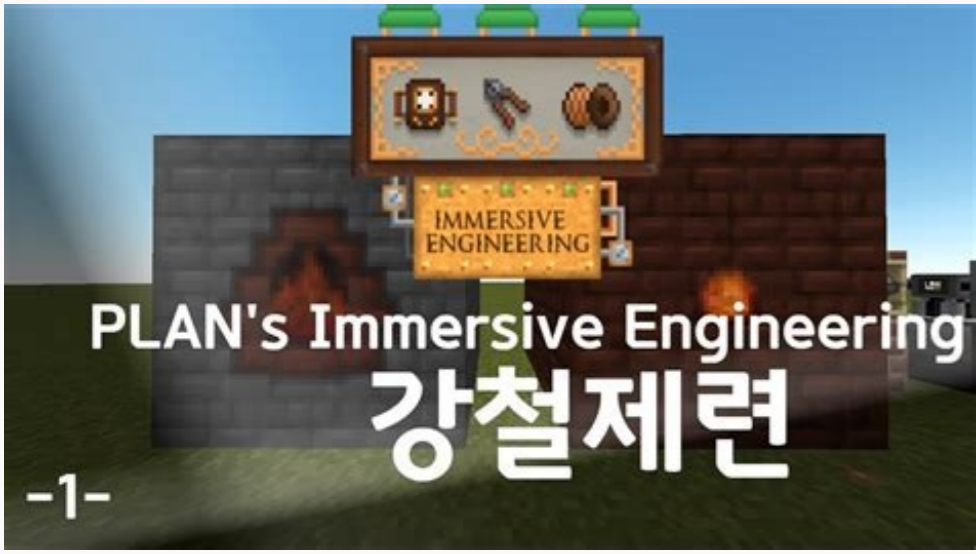 IMMERSIVE
ENGINEERING
PLAN's Immersive Engineering
강철제련
-1-